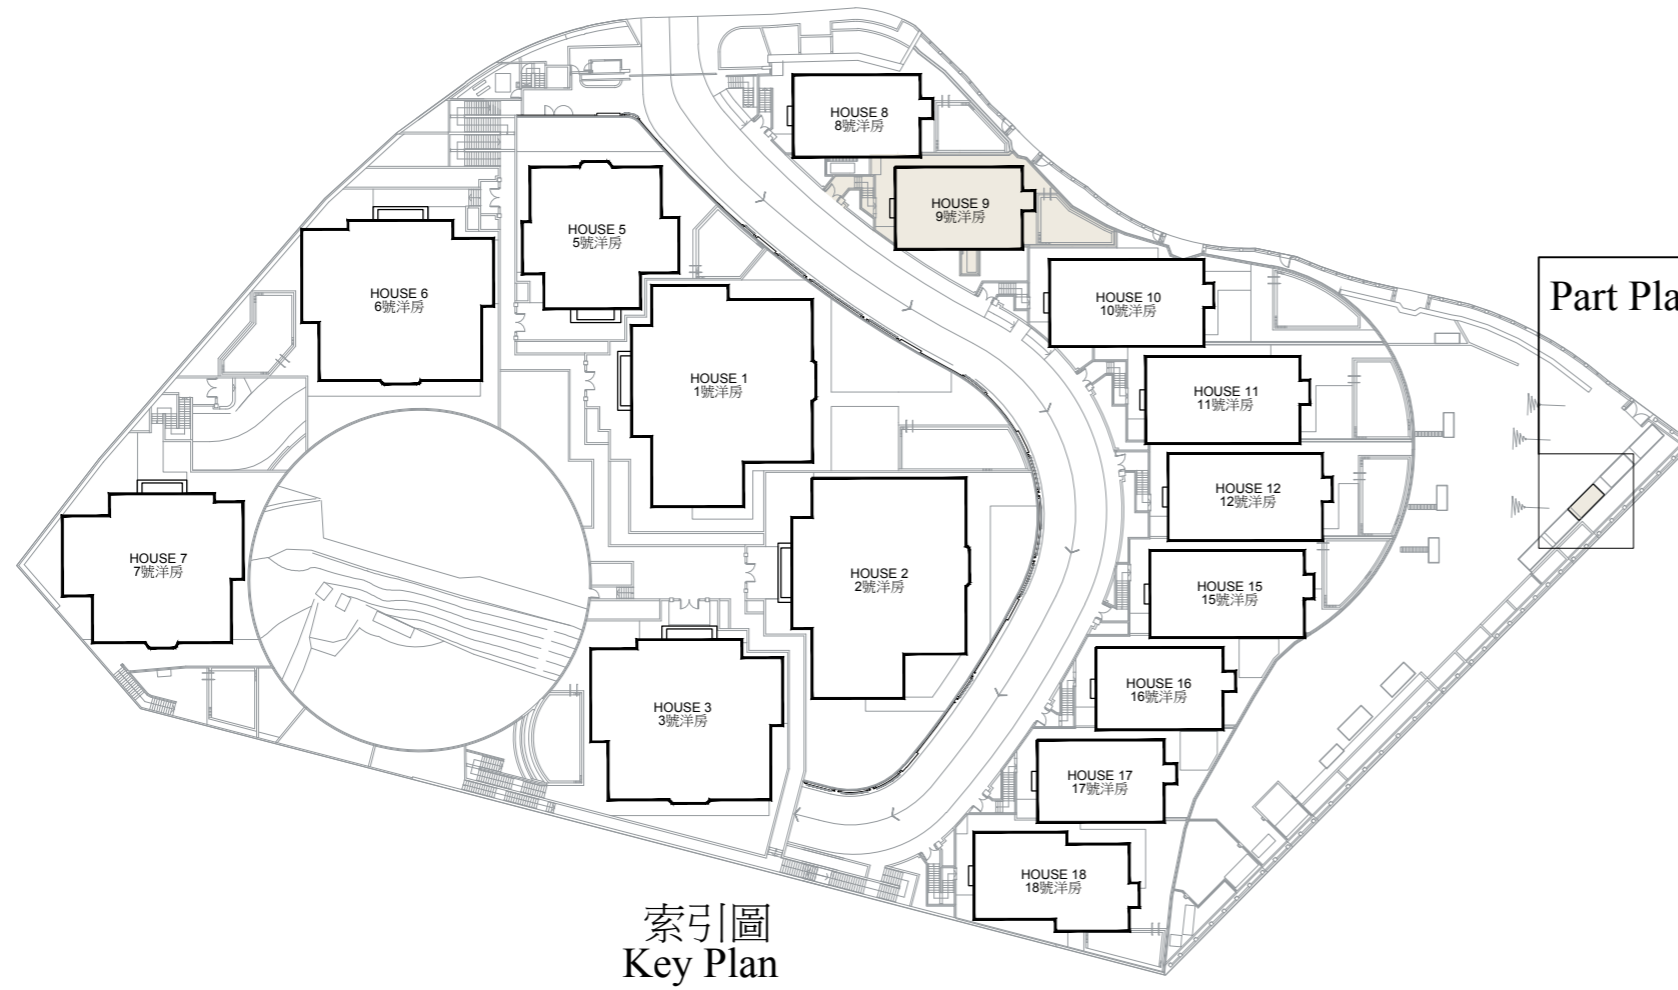 HOUSE 8
8號洋房
HOUSE 9
9號洋房
HOUSE 5
5號洋房
HOUSE 6
6號洋房
HOUSE 10
10號洋房
Part Pla
HOUSE 1
1號洋房
HOUSE 11
11號洋房
HOUSE 12
12號洋房
HOUSE 7
7號洋房
HOUSE 2
2號洋房
HOUSE 15
15號洋房
HOUSE 16
16號洋房
HOUSE 3
3號洋房
HOUSE 17
17號洋房
HOUSE 18
18號洋房
索引圖
Key Plan